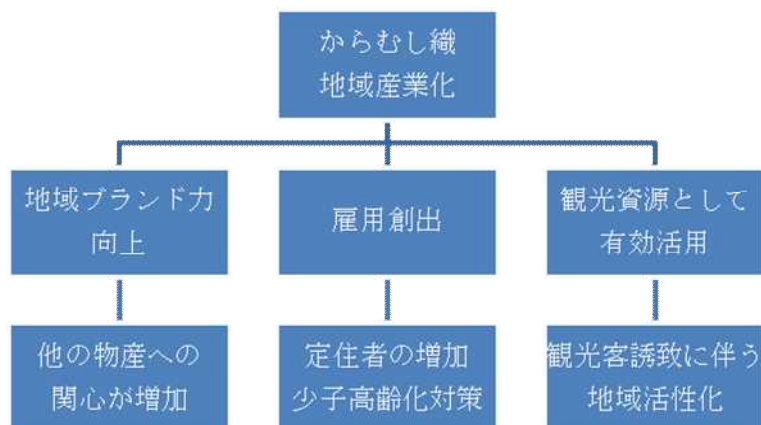 からむし織
地域産業化
地域ブランド力
向上
雇用創出
観光資源として
有効活用
他の物産への
関心が増加
定住者の増加
少子高齢化対策
観光客誘致に伴う
地域活性化